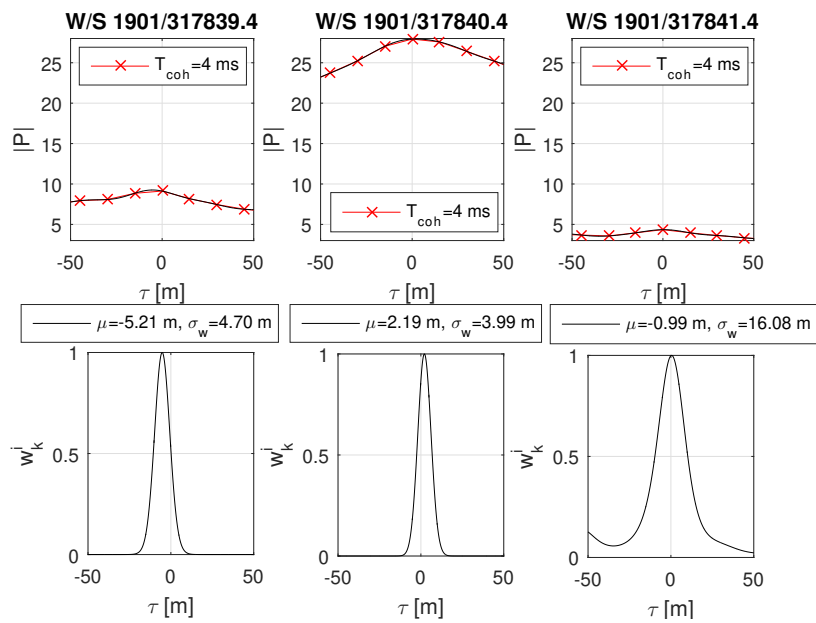 W/S 1901/317839.4
W/S 1901/317840.4
W/S 1901/317841.4
|P|
25
20
15
10
5
T_coh=4 ms
-50 0 50
τ [m]
|P|
25
20
15
10
5
T_coh=4 ms
-50 0 50
τ [m]
|P|
25
20
15
10
5
T_coh=4 ms
-50 0 50
τ [m]
μ=-5.21 m, σ_w=4.70 m
μ=2.19 m, σ_w=3.99 m
μ=-0.99 m, σ_w=16.08 m
w_k^i
1
0.5
0
-50 0 50
τ [m]
w_k^i
1
0.5
0
-50 0 50
τ [m]
w_k^i
1
0.5
0
-50 0 50
τ [m]